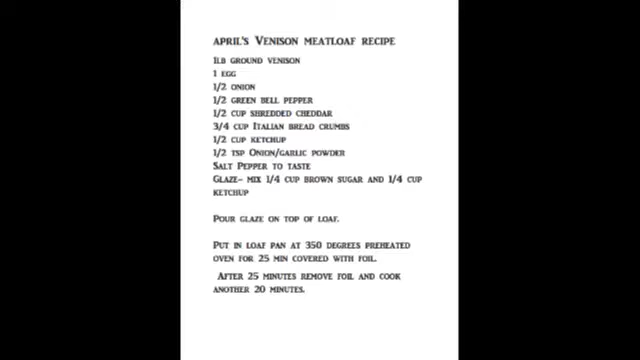 April's Venison meatloaf recipe
1lb ground venison
1 egg
1/2 onion
1/2 green bell pepper
1/2 cup shredded cheddar
3/4 cup Italian bread crumbs
1/2 cup ketchup
1/2 tsp Onion/garlic powder
Salt Pepper to taste
Glaze- mix 1/4 cup brown sugar and 1/4 cup
ketchup
Pour glaze on top of loaf.
Put in loaf pan at 350 degrees preheated
oven for 25 min covered with foil.
After 25 minutes remove foil and cook
another 20 minutes.